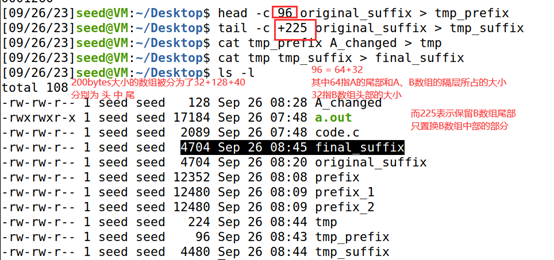 [09/26/23]seed@VM:~/Desktop$ head -c 96 original_suffix > tmp_prefix
[09/26/23]seed@VM:~/Desktop$ tail -c +225 original_suffix > tmp_suffix
[09/26/23]seed@VM:~/Desktop$ cat tmp_prefix A_changed > tmp
[09/26/23]seed@VM:~/Desktop$ cat tmp tmp_suffix > final_suffix
[09/26/23]seed@VM:~/Desktop$ ls -l
200bytes大小的数组被分为了32+128+40
分别为 头 中 尾
96 = 64+32
其中64指A的尾部和A、B数组的隔层所占的大小
32指B数组头部的大小
而225表示保留B数组尾部
只置换B数组中部的部分
total 108
-rw-rw-r-- 1 seed seed 128 Sep 26 08:28 A_changed
-rwxrwxr-x 1 seed seed 17184 Sep 26 07:48 a.out
-rw-rw-r-- 1 seed seed 2089 Sep 26 07:48 code.c
-rw-rw-r-- 1 seed seed 4704 Sep 26 08:45 final_suffix
-rw-rw-r-- 1 seed seed 4704 Sep 26 08:20 original_suffix
-rw-rw-r-- 1 seed seed 12352 Sep 26 08:08 prefix
-rw-rw-r-- 1 seed seed 12480 Sep 26 08:09 prefix_1
-rw-rw-r-- 1 seed seed 12480 Sep 26 08:09 prefix_2
-rw-rw-r-- 1 seed seed 224 Sep 26 08:44 tmp
-rw-rw-r-- 1 seed seed 96 Sep 26 08:43 tmp_prefix
-rw-rw-r-- 1 seed seed 4480 Sep 26 08:44 tmp_suffix